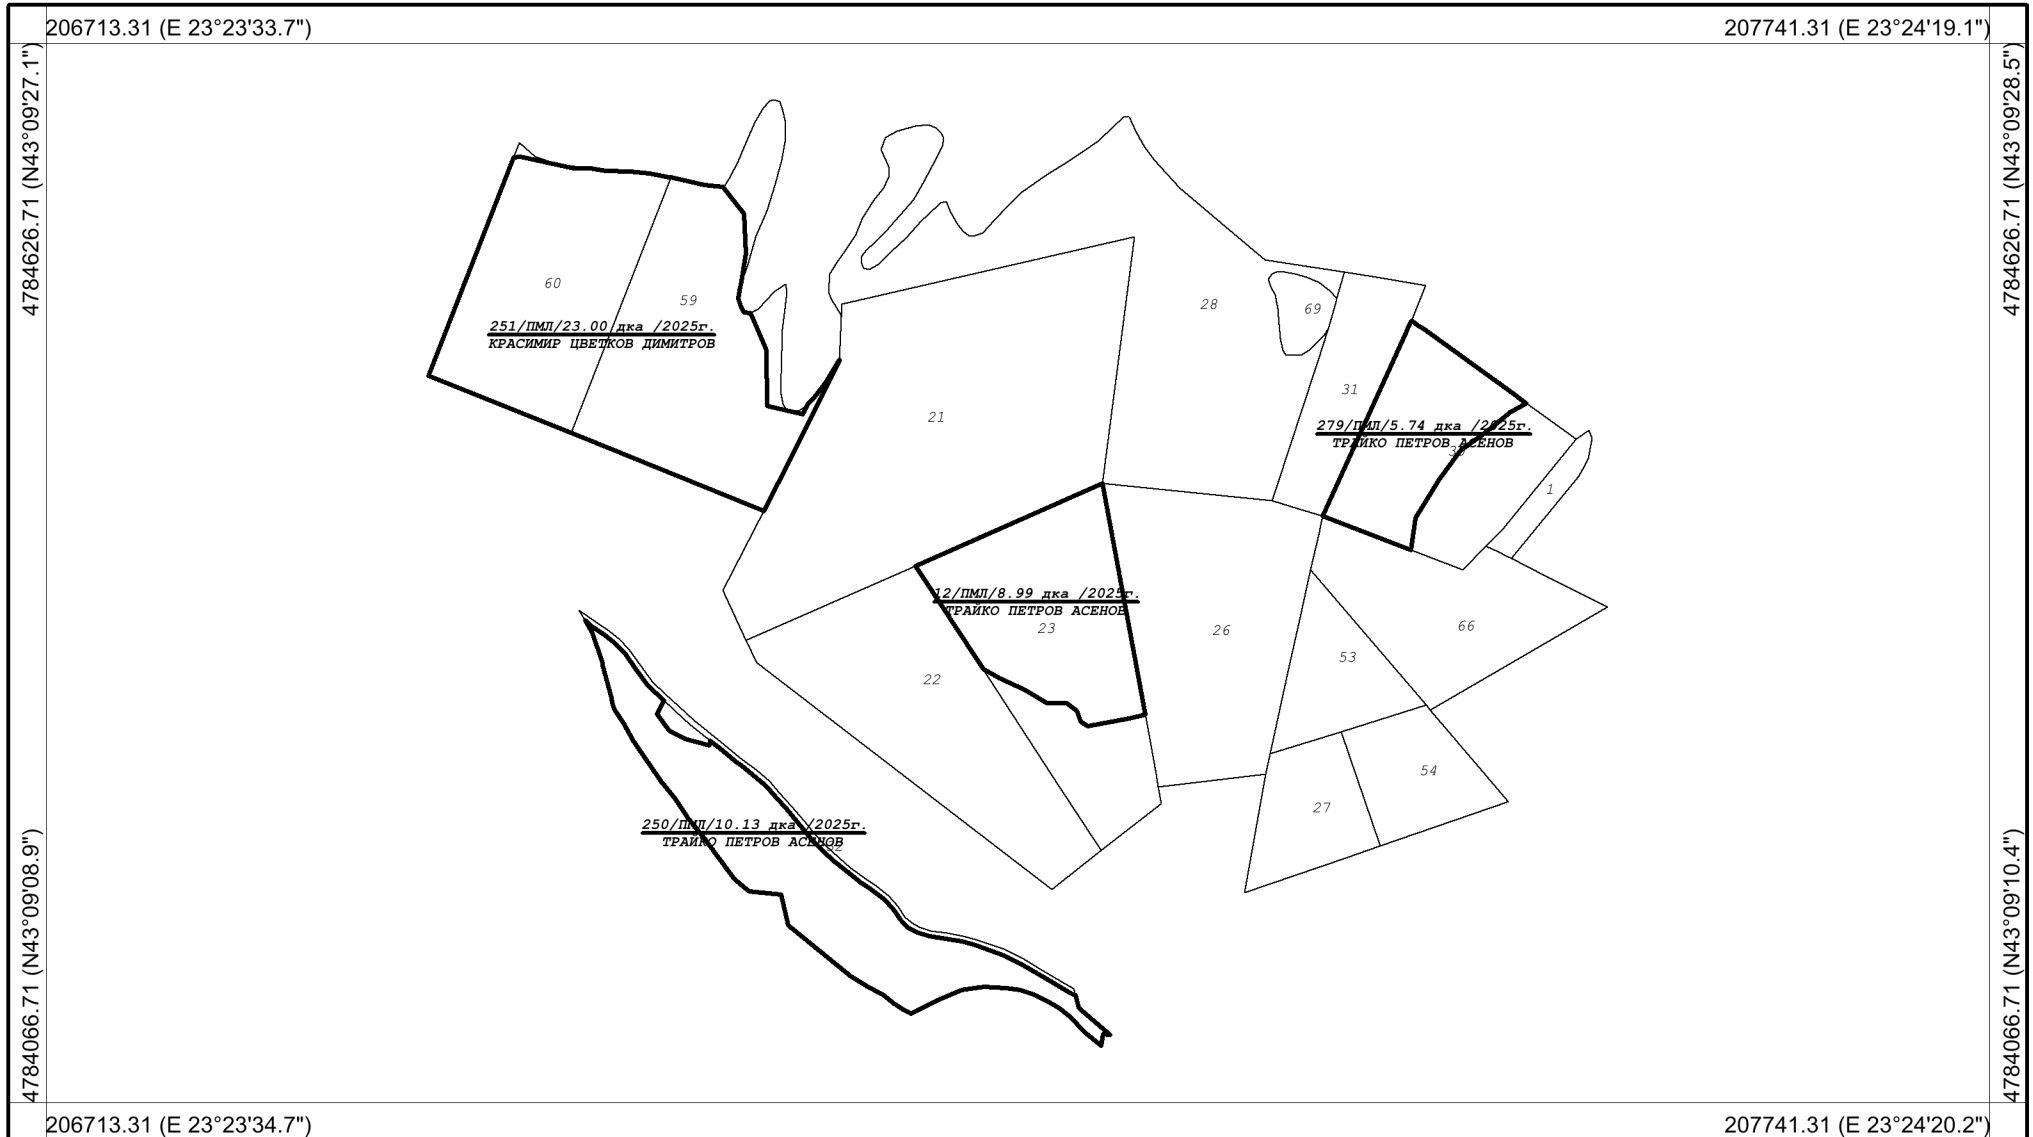 206713.31 (E 23°23'33.7")
207741.31 (E 23°24'19.1")
4784626.71 (N43°09'27.1")
4784626.71 (N43°09'28.5")
60
59
251/ПМЛ/23.00 дка /2025г.
КРАСИМИР ЦВЕТКОВ ДИМИТРОВ
28
69
31
21
279/ПМЛ/5.74 дка /2025г.
ТРАЙКО ПЕТРОВ АСЕНОВ
1
12/ПМЛ/8.99 дка /2025г.
ТРАЙКО ПЕТРОВ АСЕНОВ
23
26
66
53
22
54
27
250/ПМЛ/10.13 дка /2025г.
ТРАЙКО ПЕТРОВ АСЕНОВ
4784066.71 (N43°09'08.9")
4784066.71 (N43°09'10.4")
206713.31 (E 23°23'34.7")
207741.31 (E 23°24'20.2")